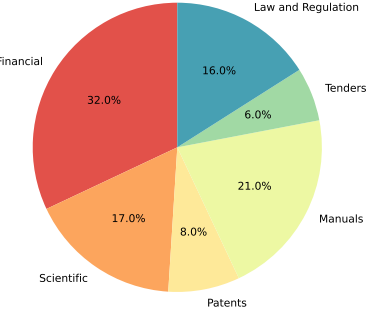 Law and Regulation
Financial
16.0%
Tenders
32.0%
6.0%
21.0%
17.0%
Manuals
8.0%
Scientific
Patents